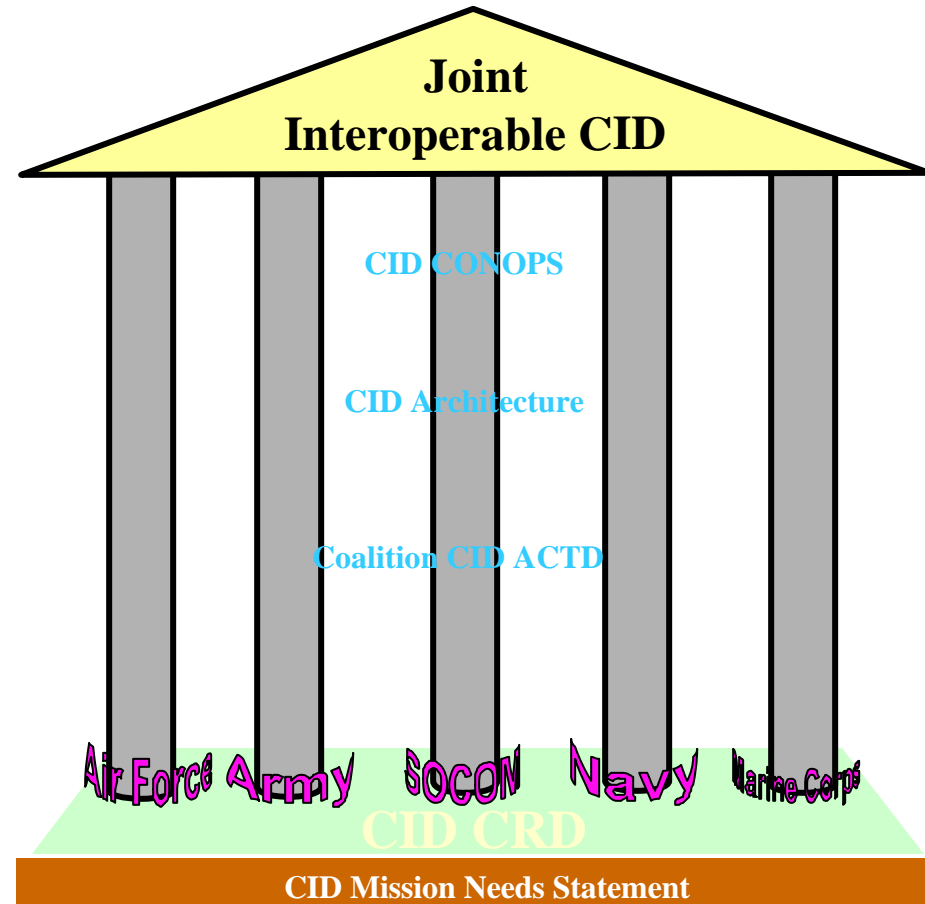 Joint
Interoperable CID
CID CONOPS
CID Architecture
Coalition CID ACTD
Air Force Army SOCOM Navy Marine Corps
CID CRD
CID Mission Needs Statement